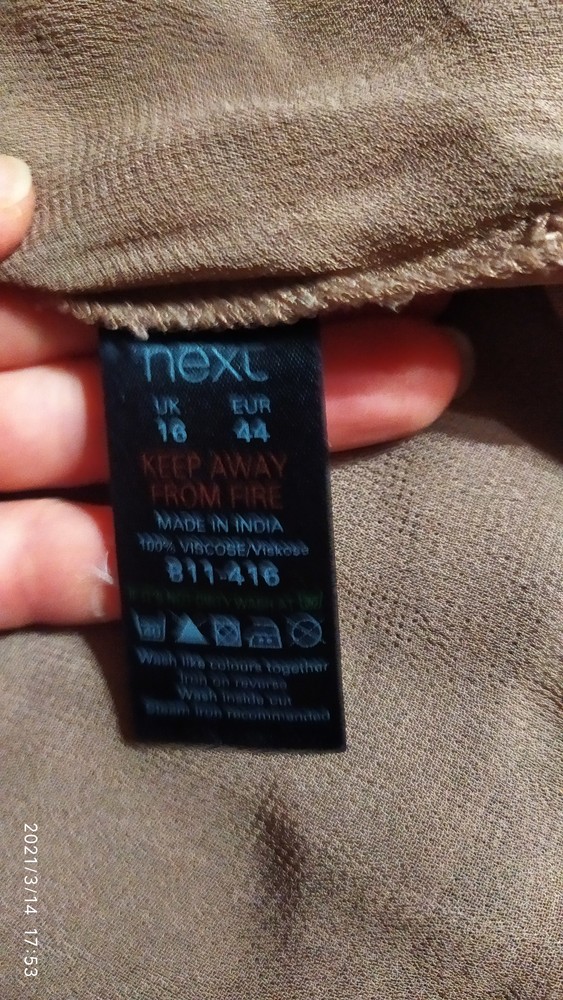 next
UK EUR
16 44
KEEP AWAY
FROM FIRE
MADE IN INDIA
100% VISCOSE/Viskose
811-416
Wash like colours together
Iron on reverse
Wash inside out
Steam iron recommended
2021/3/14 17:53